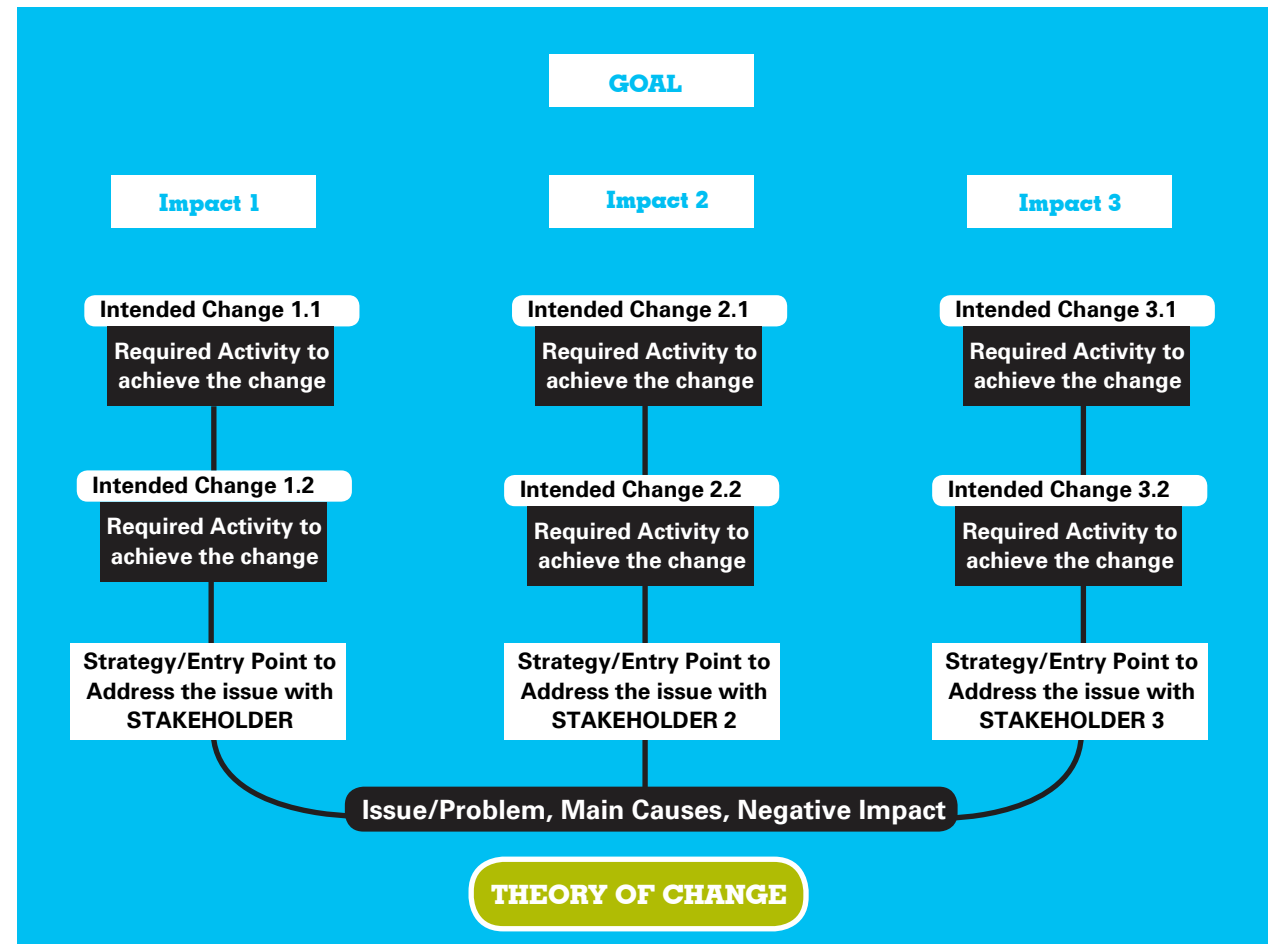 GOAL
Impact 1
Impact 2
Impact 3
Intended Change 1.1
Required Activity to
achieve the change
Intended Change 2.1
Required Activity to
achieve the change
Intended Change 3.1
Required Activity to
achieve the change
Intended Change 1.2
Required Activity to
achieve the change
Intended Change 2.2
Required Activity to
achieve the change
Intended Change 3.2
Required Activity to
achieve the change
Strategy/Entry Point to
Address the issue with
STAKEHOLDER
Strategy/Entry Point to
Address the issue with
STAKEHOLDER 2
Strategy/Entry Point to
Address the issue with
STAKEHOLDER 3
Issue/Problem, Main Causes, Negative Impact
THEORY OF CHANGE